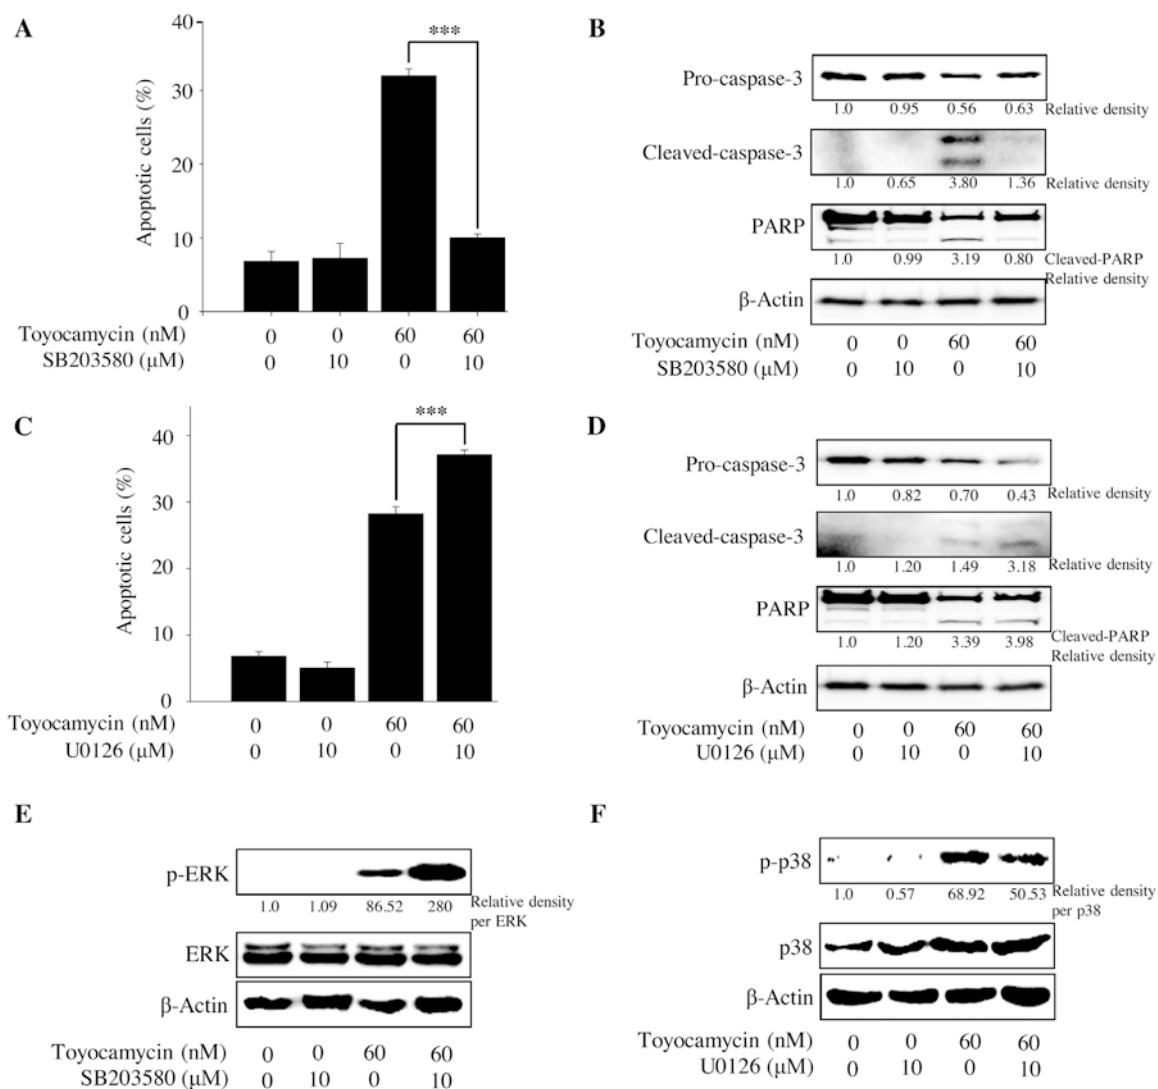 A
Apoptotic cells (%)
40
30
20
10
0
***
Toyocamycin (nM) 0 0 60 60
SB203580 (μM) 0 10 0 10
B
Pro-caspase-3
1.0 0.95 0.56 0.63 Relative density
Cleaved-caspase-3
1.0 0.65 3.80 1.36 Relative density
PARP
1.0 0.99 3.19 0.80 Cleaved-PARP
Relative density
β-Actin
Toyocamycin (nM) 0 0 60 60
SB203580 (μM) 0 10 0 10
C
Apoptotic cells (%)
40
30
20
10
0
***
Toyocamycin (nM) 0 0 60 60
U0126 (μM) 0 10 0 10
D
Pro-caspase-3
1.0 0.82 0.70 0.43 Relative density
Cleaved-caspase-3
1.0 1.20 1.49 3.18 Relative density
PARP
1.0 1.20 3.39 3.98 Cleaved-PARP
Relative density
β-Actin
Toyocamycin (nM) 0 0 60 60
U0126 (μM) 0 10 0 10
E
p-ERK
1.0 1.09 86.52 280 Relative density
per ERK
ERK
β-Actin
Toyocamycin (nM) 0 0 60 60
SB203580 (μM) 0 10 0 10
F
p-p38
1.0 0.57 68.92 50.53 Relative density
per p38
p38
β-Actin
Toyocamycin (nM) 0 0 60 60
U0126 (μM) 0 10 0 10